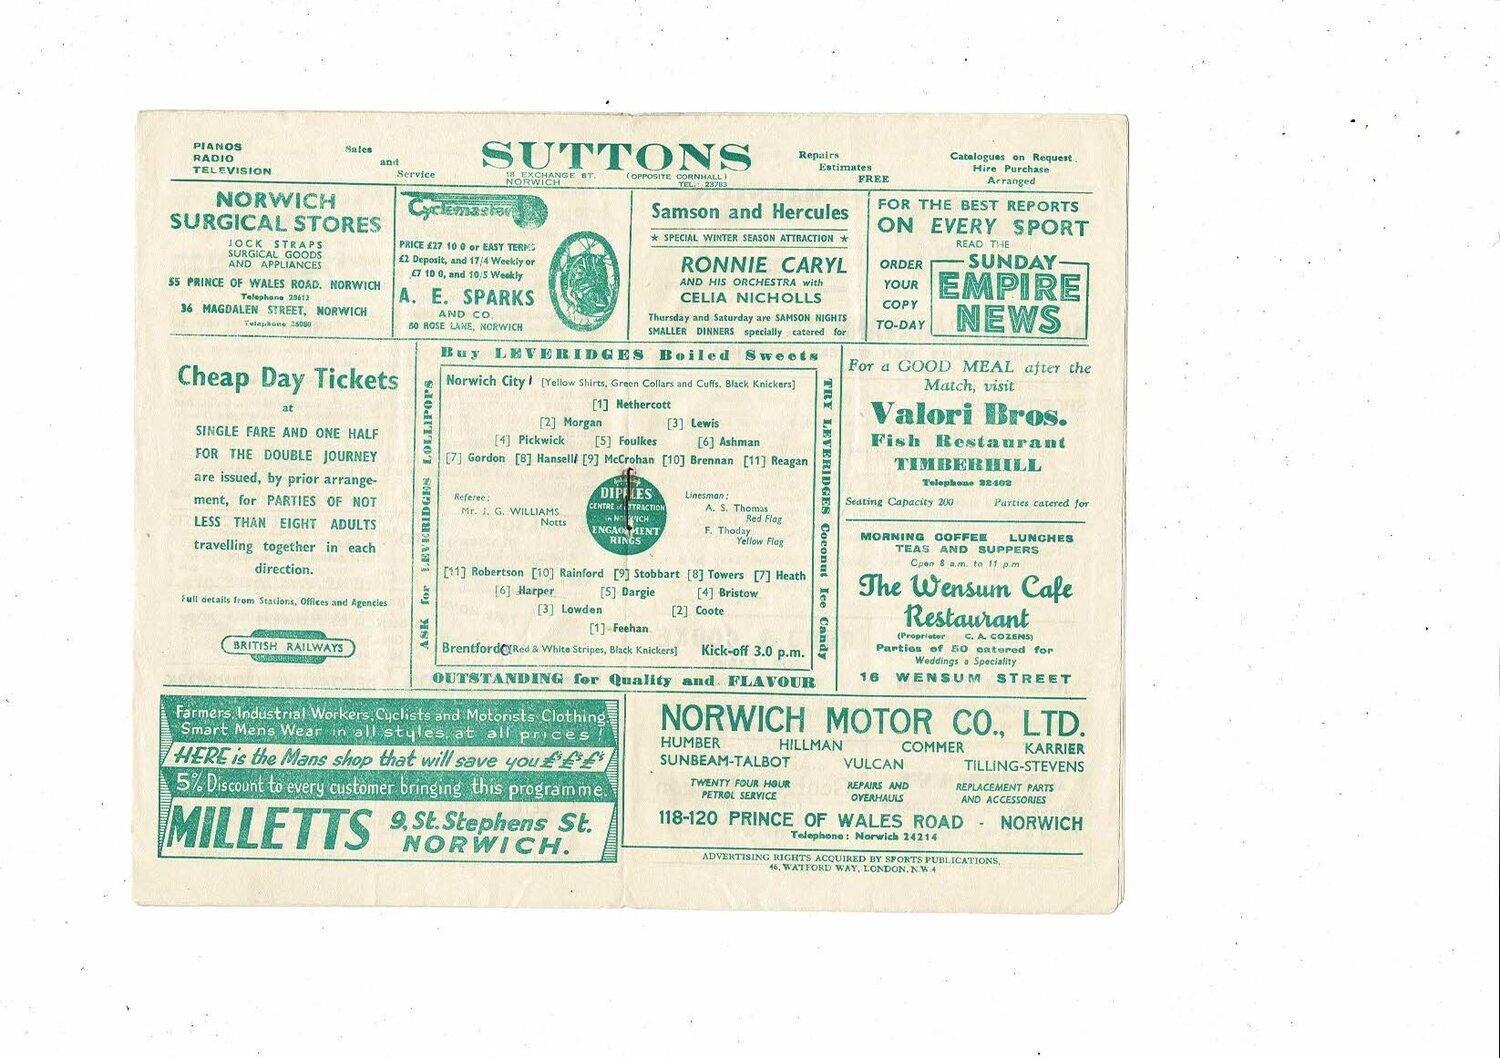 PIANOS
RADIO
TELEVISION
Sales
and
Service
SUTTONS
18 EXCHANGE ST. (OPPOSITE CORNHALL)
NORWICH TEL.: 23783
Repairs
Estimates
FREE
Catalogues on Request
Hire Purchase
Arranged
NORWICH
SURGICAL STORES
JOCK STRAPS
SURGICAL GOODS
AND APPLIANCES
55 PRINCE OF WALES ROAD, NORWICH
Telephone
36 MAGDALEN STREET, NORWICH
Telephone
Cyclemaster
PRICE £27 10 0 or EASY TERMS
£2 Deposit, and 17/4 Weekly or
£7 10 0, and 10/5 Weekly
A. E. SPARKS
AND CO.
80 ROSE LANE, NORWICH
Samson and Hercules
★ SPECIAL WINTER SEASON ATTRACTION ★
RONNIE CARYL
AND HIS ORCHESTRA with
CELIA NICHOLLS
Thursday and Saturday are SAMSON NIGHTS
SMALLER DINNERS specially catered for
FOR THE BEST REPORTS
ON EVERY SPORT
READ THE
ORDER
YOUR
COPY
TO-DAY
SUNDAY
EMPIRE
NEWS
Cheap Day Tickets
at
SINGLE FARE AND ONE HALF
FOR THE DOUBLE JOURNEY
are issued, by prior arrange-
ment, for PARTIES OF NOT
LESS THAN EIGHT ADULTS
travelling together in each
direction.
Full details from Stations, Offices and Agencies
BRITISH RAILWAYS
Buy LEVERIDGES Boiled Sweets
ASK for LEVERIDGES LOLLIPOPS
Norwich City / [Yellow Shirts, Green Collars and Cuffs, Black Knickers]
[1] Nethercott
[2] Morgan [3] Lewis
[4] Pickwick [5] Foulkes [6] Ashman
[7] Gordon [8] Hansell / [9] McCrohan [10] Brennan [11] Reagan
Referee:
Mr. J. G. WILLIAMS
Notts
DIPPLES
CENTRE of ATTRACTION
in NORWICH
ENGAGEMENT
RINGS
Linesman:
A. S. Thomas
Red Flag
F. Thoday
Yellow Flag
[11] Robertson [10] Rainford [9] Stobbart [8] Towers [7] Heath
[6] Harper [5] Dargie [4] Bristow
[3] Lowden [2] Coote
[1] Feehan
Brentford 0 (Red & White Stripes, Black Knickers] Kick-off 3.0 p.m.
TRY LEVERIDGES Coconut Ice Candy
OUTSTANDING for Quality and FLAVOUR
For a GOOD MEAL after the
Match, visit
Valori Bros.
Fish Restaurant
TIMBERHILL
Telephone 22402
Seating Capacity 200 Parties catered for
MORNING COFFEE LUNCHES
TEAS AND SUPPERS
Open 8 a.m. to 11 p.m
The Wensum Cafe
Restaurant
(Proprietor C. A. COZENS)
Parties of 50 catered for
Weddings a Speciality
16 WENSUM STREET
Farmers, Industrial Workers, Cyclists and Motorists Clothing
Smart Mens Wear in all styles, at all prices!
HERE is the Mans shop that will save you £'£'£'
5% Discount to every customer bringing this programme.
MILLETTS 9, St. Stephens St.
NORWICH.
NORWICH MOTOR CO., LTD.
HUMBER HILLMAN COMMER KARRIER
SUNBEAM-TALBOT VULCAN TILLING-STEVENS
TWENTY FOUR HOUR
PETROL SERVICE
REPAIRS AND
OVERHAULS
REPLACEMENT PARTS
AND ACCESSORIES
118-120 PRINCE OF WALES ROAD - NORWICH
Telephone: Norwich 24214
ADVERTISING RIGHTS ACQUIRED BY SPORTS PUBLICATIONS,
46, WATFORD WAY, LONDON, N.W.4